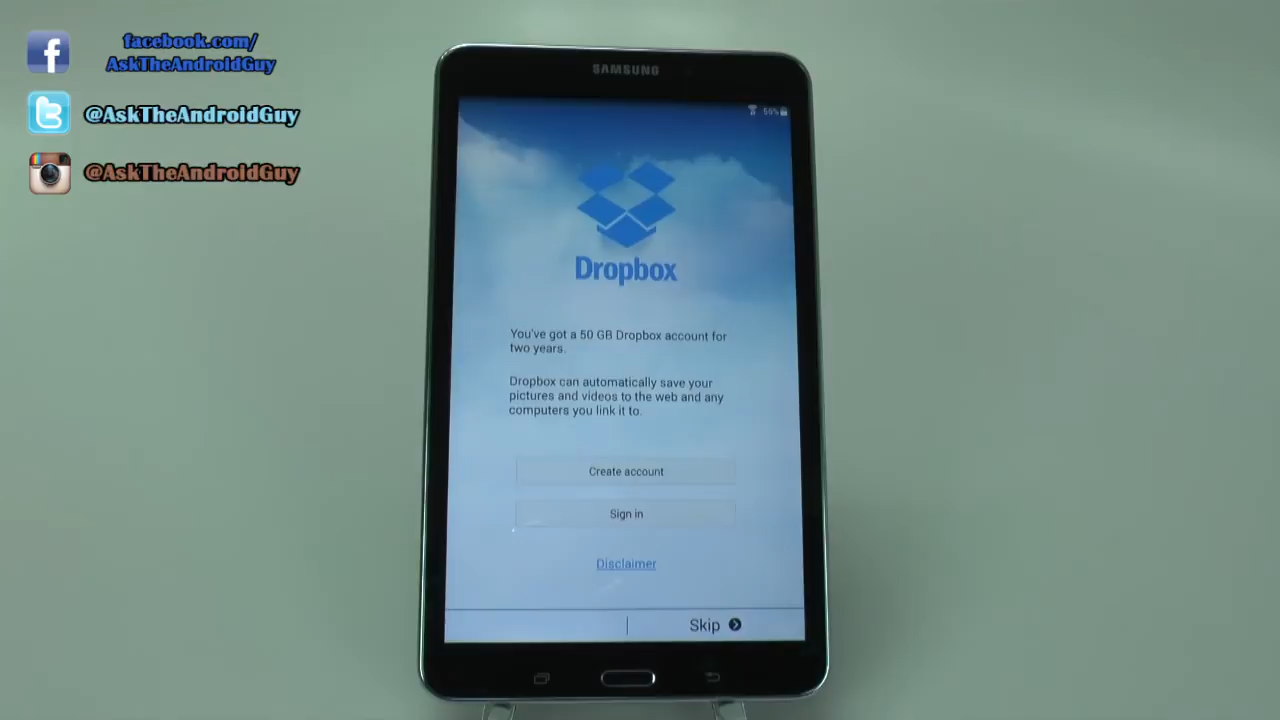 facebook.com/
AskTheAndroidGuy
@AskTheAndroidGuy
@AskTheAndroidGuy
SAMSUNG
Dropbox
You've got a 50 GB Dropbox account for
two years.
Dropbox can automatically save your
pictures and videos to the web and any
computers you link it to.
Create account
Sign in
Disclaimer
Skip